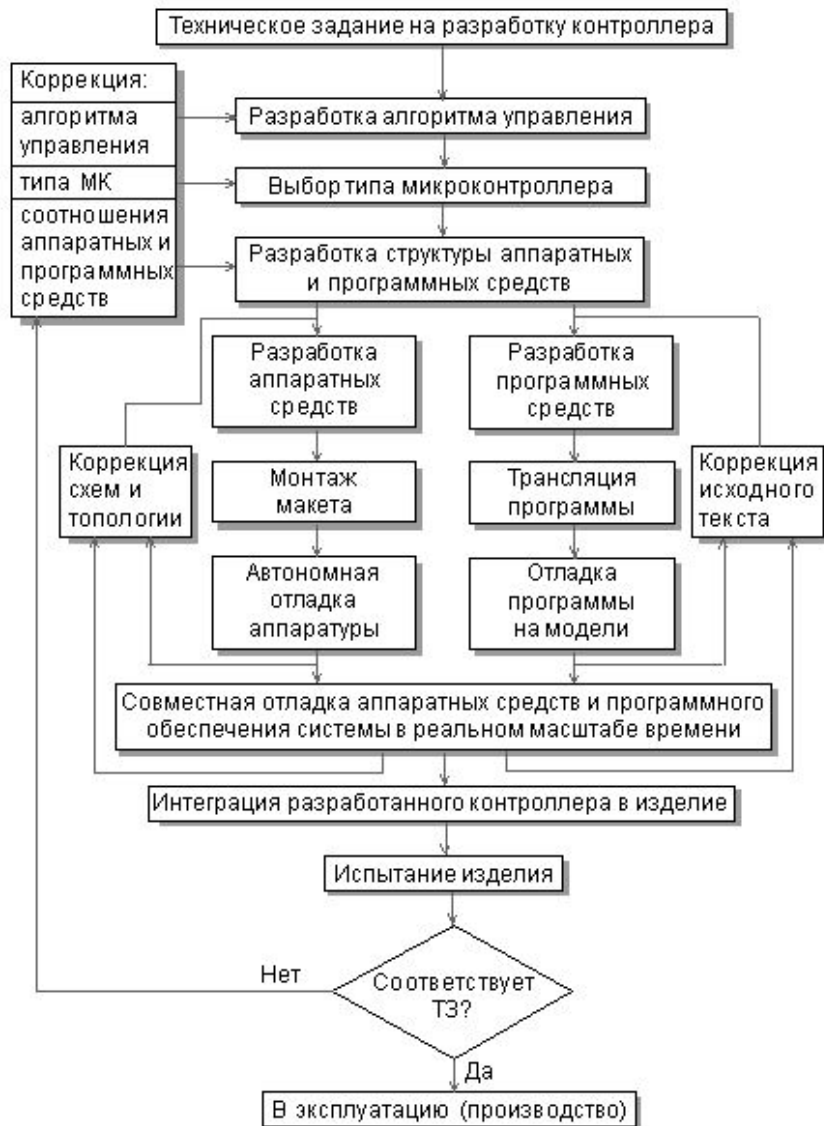 Техническое задание на разработку контроллера
Коррекция:
алгоритма
управления
типа МК
соотношения
аппаратных и
программных
средств
Разработка алгоритма управления
Выбор типа микроконтроллера
Разработка структуры аппаратных
и программных средств
Разработка
аппаратных
средств
Разработка
программных
средств
Коррекция
схем и
топологии
Монтаж
макета
Трансляция
программы
Коррекция
исходного
текста
Автономная
отладка
аппаратуры
Отладка
программы
на модели
Совместная отладка аппаратных средств и программного
обеспечения системы в реальном масштабе времени
Интеграция разработанного контроллера в изделие
Испытание изделия
Нет
Соответствует
ТЗ?
Да
В эксплуатацию (производство)